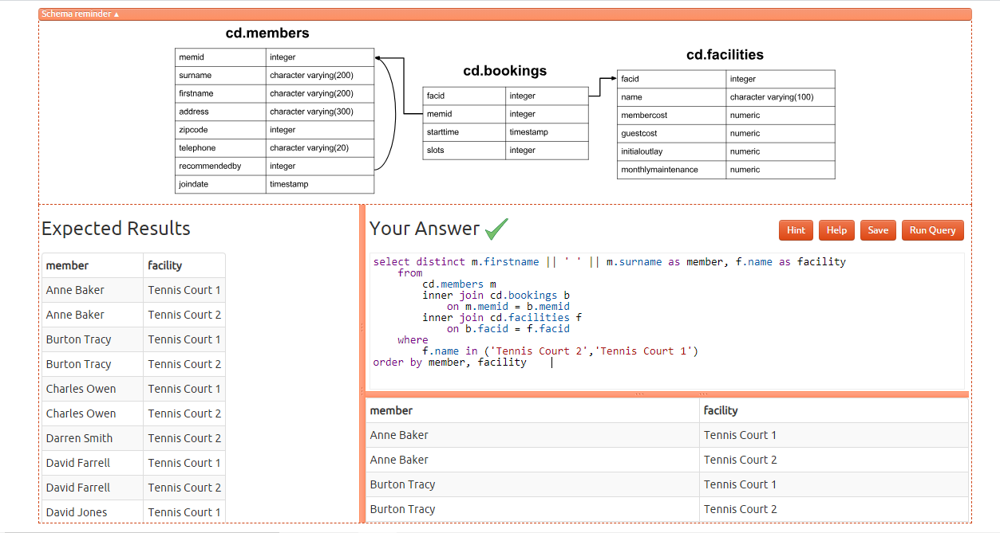 Schema reminder ▲
cd.members
memid integer
surname character varying(200)
firstname character varying(200)
address character varying(300)
zipcode integer
telephone character varying(20)
recommendedby integer
joindate timestamp
cd.bookings
facid integer
memid integer
starttime timestamp
slots integer
cd.facilities
facid integer
name character varying(100)
membercost numeric
guestcost numeric
initialoutlay numeric
monthlymaintenance numeric
Expected Results
member facility
Anne Baker Tennis Court 1
Anne Baker Tennis Court 2
Burton Tracy Tennis Court 1
Burton Tracy Tennis Court 2
Charles Owen Tennis Court 1
Charles Owen Tennis Court 2
Darren Smith Tennis Court 2
David Farrell Tennis Court 1
David Farrell Tennis Court 2
David Jones Tennis Court 1
Your Answer
Hint Help Save Run Query
select distinct m.firstname || ' ' || m.surname as member, f.name as facility
from
cd.members m
inner join cd.bookings b
on m.memid = b.memid
inner join cd.facilities f
on b.facid = f.facid
where
f.name in ('Tennis Court 2','Tennis Court 1')
order by member, facility
member facility
Anne Baker Tennis Court 1
Anne Baker Tennis Court 2
Burton Tracy Tennis Court 1
Burton Tracy Tennis Court 2